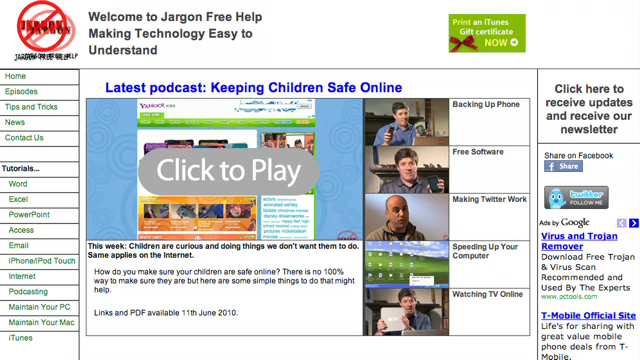 JARGON
JARGON FREE HELP
Welcome to Jargon Free Help
Making Technology Easy to
Understand
Print an iTunes
Gift certificate
NOW
Home
Episodes
Tips and Tricks
News
Contact Us
Tutorials...
Word
Excel
PowerPoint
Access
Email
iPhone/iPod Touch
Internet
Podcasting
Maintain Your PC
Maintain Your Mac
iTunes
Latest podcast: Keeping Children Safe Online
YAHOO! KIDS
Click to Play
Backing Up Phone
Free Software
Making Twitter Work
Speeding Up Your
Computer
Watching TV Online
This week: Children are curious and doing things we don't want them to do.
Same applies on the Internet.
How do you make sure your children are safe online? There is no 100%
way to make sure they are but here are some simple things to do that might
help.
Links and PDF available 11th June 2010.
Click here to
receive updates
and receive our
newsletter
Share on Facebook
Share
twitter
FOLLOW ME
Ads by Google
Virus and Trojan
Remover
Download Free Trojan
& Virus Scan
Recommended and
Used By The Experts
www.pctools.com
T-Mobile Official Site
Life's for sharing with
great value mobile
phone deals from T-
Mobile.